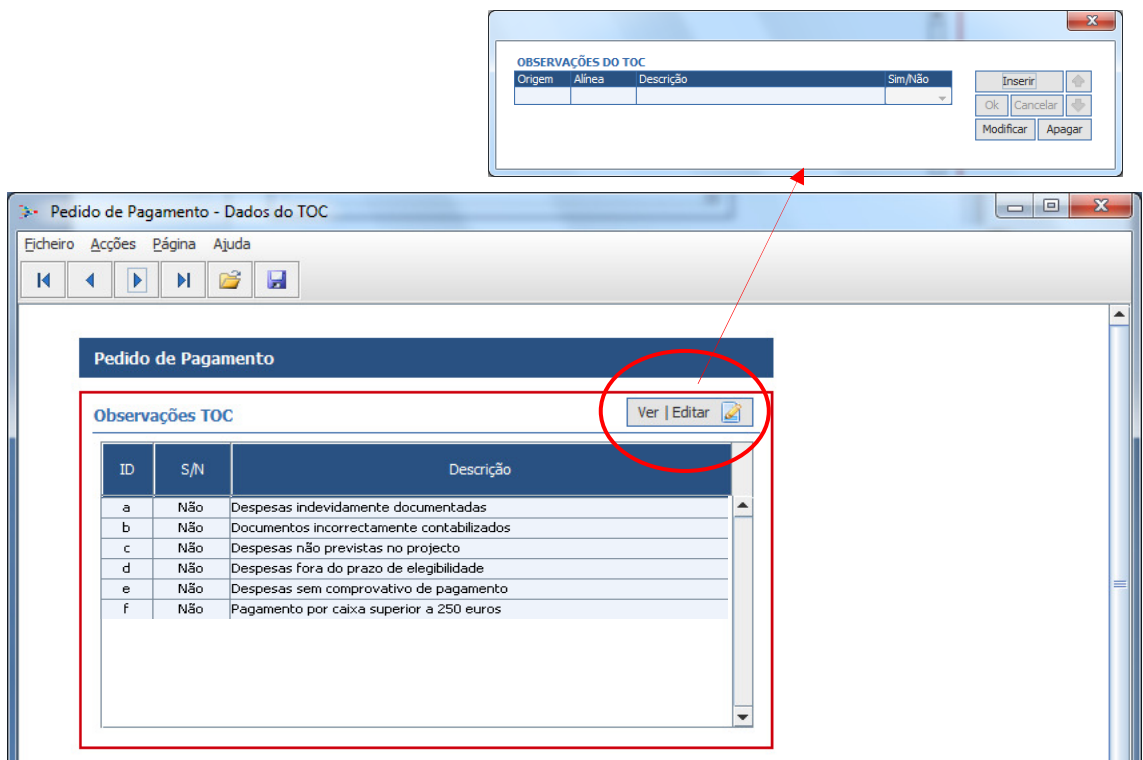 OBSERVAÇÕES DO TOC
Origem Alínea Descrição Sim/Não
Inserir
Ok Cancelar
Modificar Apagar
Pedido de Pagamento - Dados do TOC
Ficheiro Acções Página Ajuda
Pedido de Pagamento
Observações TOC
Ver | Editar
ID S/N Descrição
a Não Despesas indevidamente documentadas
b Não Documentos incorrectamente contabilizados
c Não Despesas não previstas no projecto
d Não Despesas fora do prazo de elegibilidade
e Não Despesas sem comprovativo de pagamento
f Não Pagamento por caixa superior a 250 euros